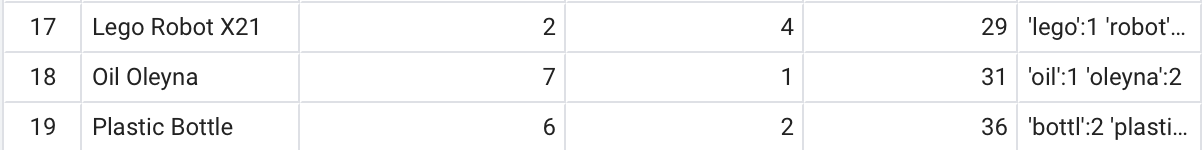 17 Lego Robot X21 2 4 29 'lego':1 'robot'...
18 Oil Oleyna 7 1 31 'oil':1 'oleyna':2
19 Plastic Bottle 6 2 36 'bottl':2 'plasti...